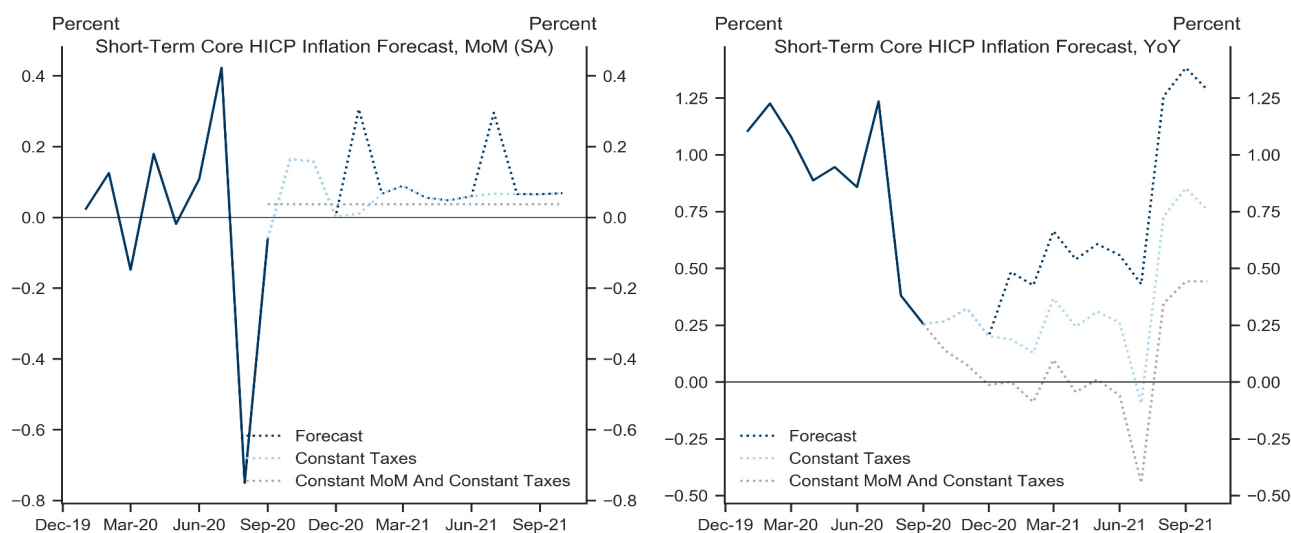 Percent Percent
Short-Term Core HICP Inflation Forecast, MoM (SA)
0.4 0.4
0.2 0.2
0.0 0.0
−0.2 −0.2
−0.4 −0.4
−0.6 −0.6
−0.8 −0.8
Forecast
Constant Taxes
Constant MoM And Constant Taxes
Dec-19 Mar-20 Jun-20 Sep-20 Dec-20 Mar-21 Jun-21 Sep-21
Percent Percent
Short-Term Core HICP Inflation Forecast, YoY
1.25 1.25
1.00 1.00
0.75 0.75
0.50 0.50
0.25 0.25
0.00 0.00
−0.25 −0.25
−0.50 −0.50
Forecast
Constant Taxes
Constant MoM And Constant Taxes
Dec-19 Mar-20 Jun-20 Sep-20 Dec-20 Mar-21 Jun-21 Sep-21